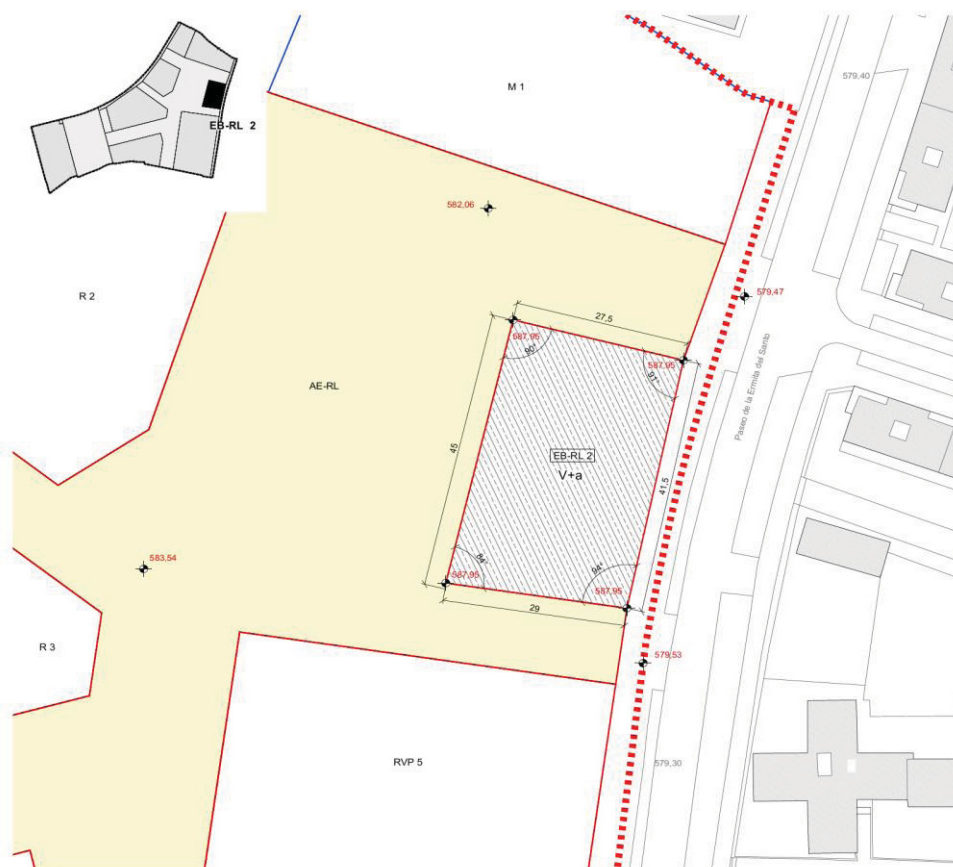 M 1
579,40
EB-RL 2
582,06
R 2
579,47
27,5
587,95
90°
587,95
91°
Paseo de la Ermita del Santo
AE-RL
45
EB-RL 2
V+a
41,5
583,54
84°
587,95
94°
587,95
29
R 3
579,53
RVP 5
579,30